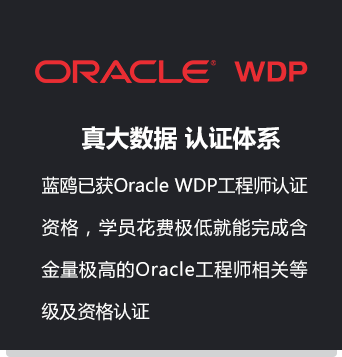 ORACLE® WDP
真大数据 认证体系
蓝鸥已获Oracle WDP工程师认证
资格，学员花费极低就能完成含
金量极高的Oracle工程师相关等
级及资格认证